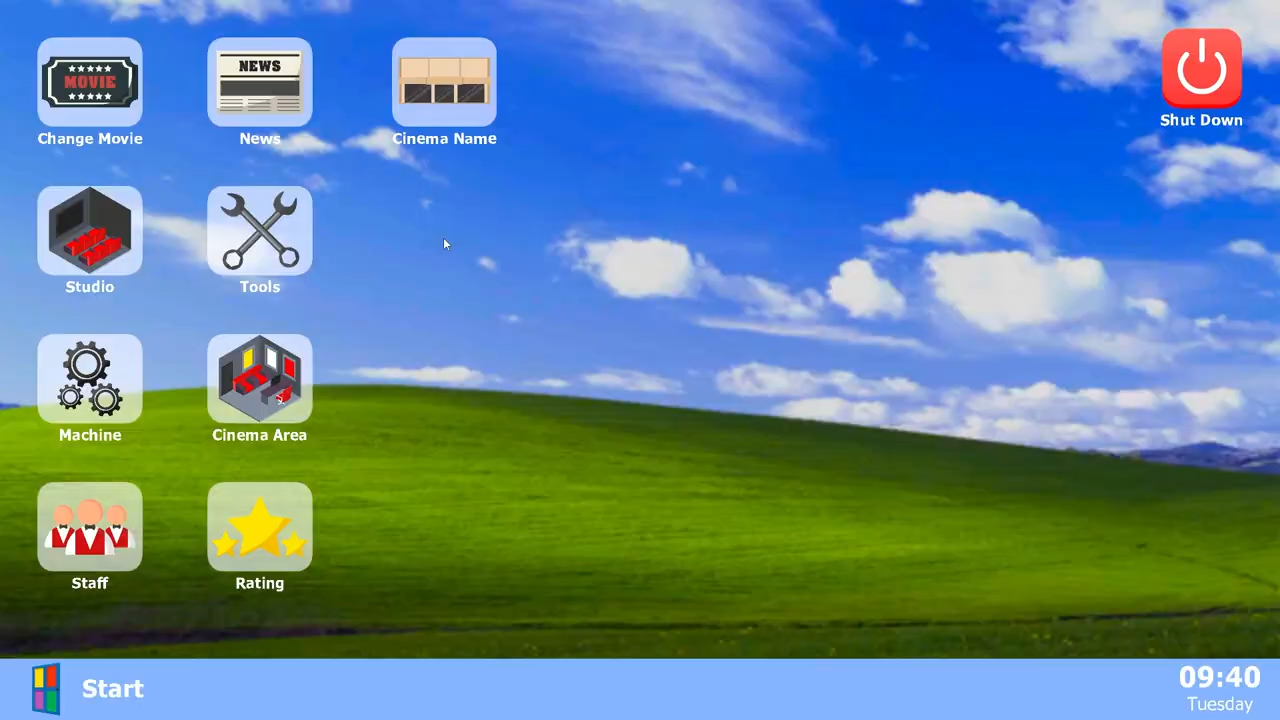 MOVIE
Change Movie
NEWS
News
Cinema Name
Shut Down
Studio
Tools
Machine
Cinema Area
Staff
Rating
Start
09:40
Tuesday